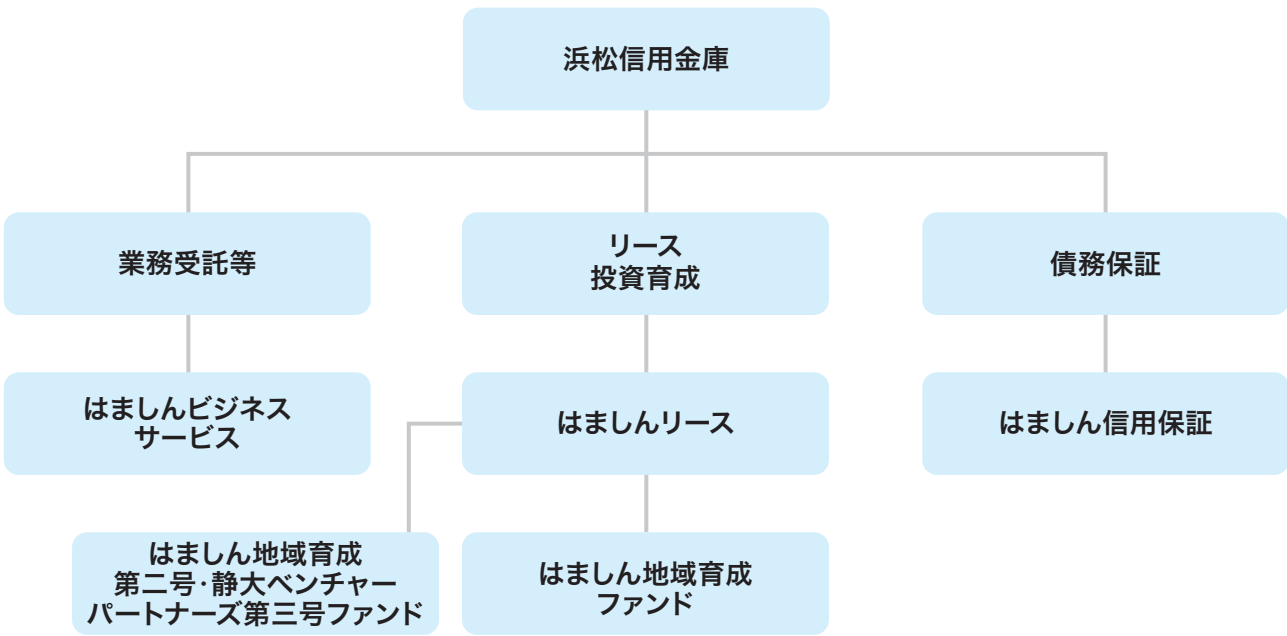 浜松信用金庫
業務受託等
リース
投資育成
債務保証
はましんビジネス
サービス
はましんリース
はましん信用保証
はましん地域育成
第二号・静大ベンチャー
パートナーズ第三号ファンド
はましん地域育成
ファンド